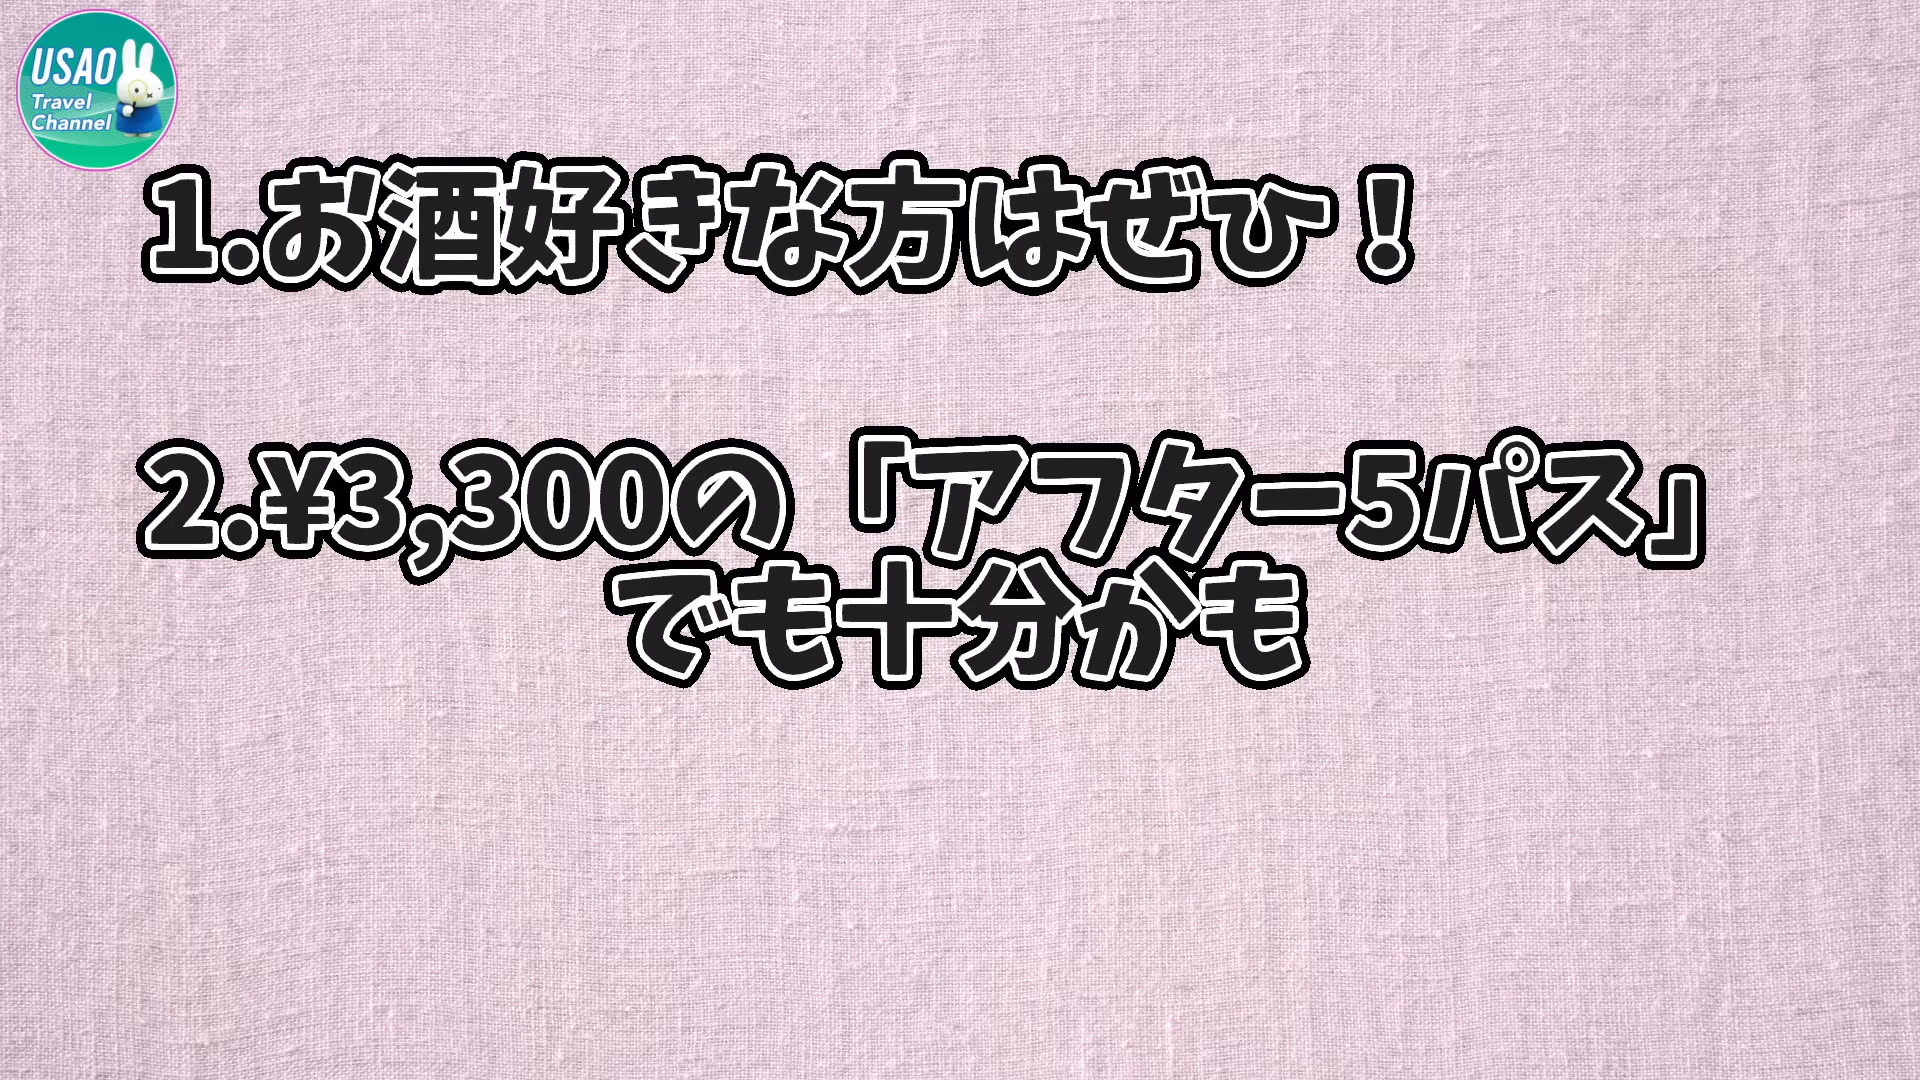 USAO
Travel
Channel
1.お酒好きな方はぜひ！
2.¥3,300の「アフター5パス」
でも十分かも